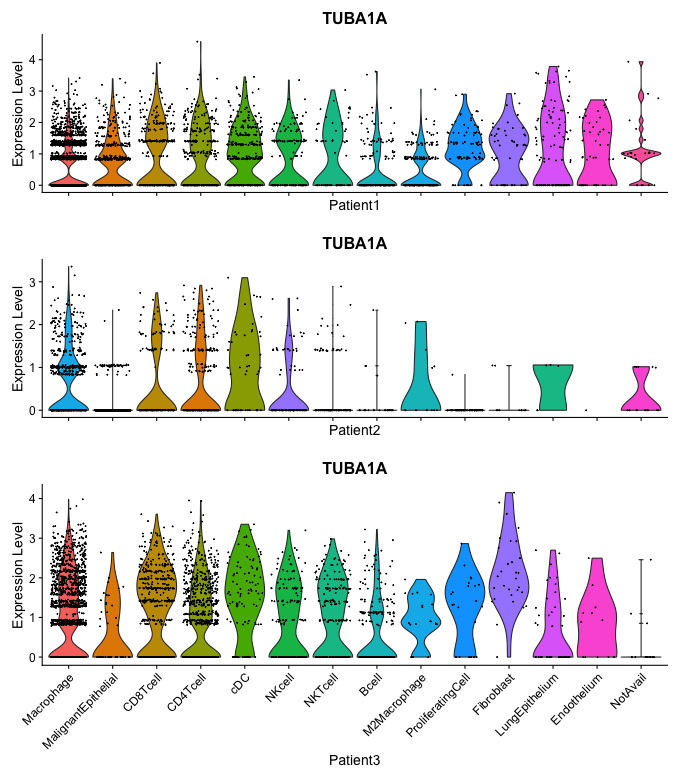 TUBA1A
Expression Level
4
3
2
1
0
Patient1
TUBA1A
Expression Level
3
2
1
0
Patient2
TUBA1A
Expression Level
4
3
2
1
0
Macrophage
MalignantEpithelial
CD8Tcell
CD4Tcell
cDC
NKcell
NKTcell
Bcell
M2Macrophage
ProliferatingCell
Fibroblast
LungEpithelium
Endothelium
NotAvail
Patient3